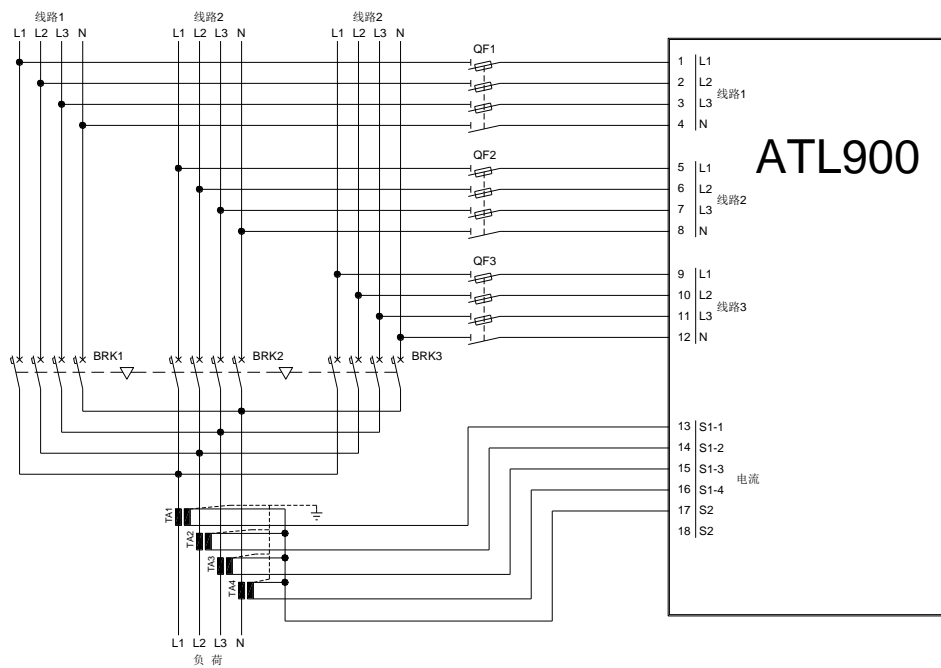 线路1 线路2 线路2
L1 L2 L3 N L1 L2 L3 N L1 L2 L3 N
QF1
1 L1
2 L2
线路1
3 L3
4 N
ATL900
QF2
5 L1
6 L2
线路2
7 L3
8 N
QF3
9 L1
10 L2
线路3
11 L3
12 N
BRK1 BRK2 BRK3
13 S1-1
14 S1-2
15 S1-3
电流
16 S1-4
17 S2
18 S2
TA1
TA2
TA3
TA4
L1 L2 L3 N
负 荷